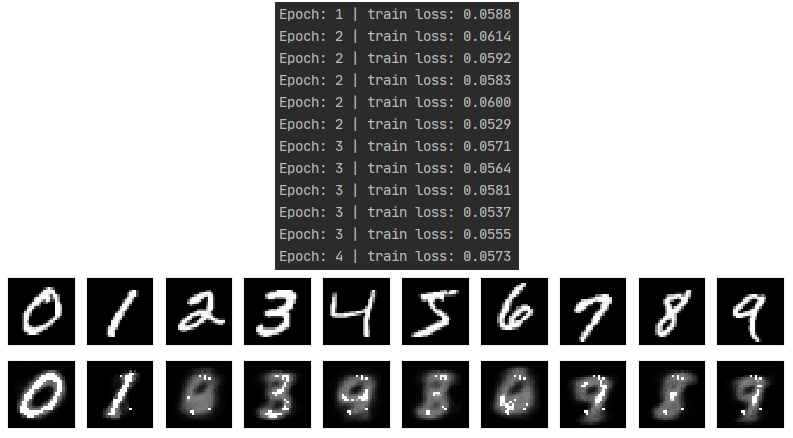 Epoch: 1 | train loss: 0.0588
Epoch: 2 | train loss: 0.0614
Epoch: 2 | train loss: 0.0592
Epoch: 2 | train loss: 0.0583
Epoch: 2 | train loss: 0.0600
Epoch: 2 | train loss: 0.0529
Epoch: 3 | train loss: 0.0571
Epoch: 3 | train loss: 0.0564
Epoch: 3 | train loss: 0.0581
Epoch: 3 | train loss: 0.0537
Epoch: 3 | train loss: 0.0555
Epoch: 4 | train loss: 0.0573
0 1 2 3 4 5 6 7 8 9
0 1